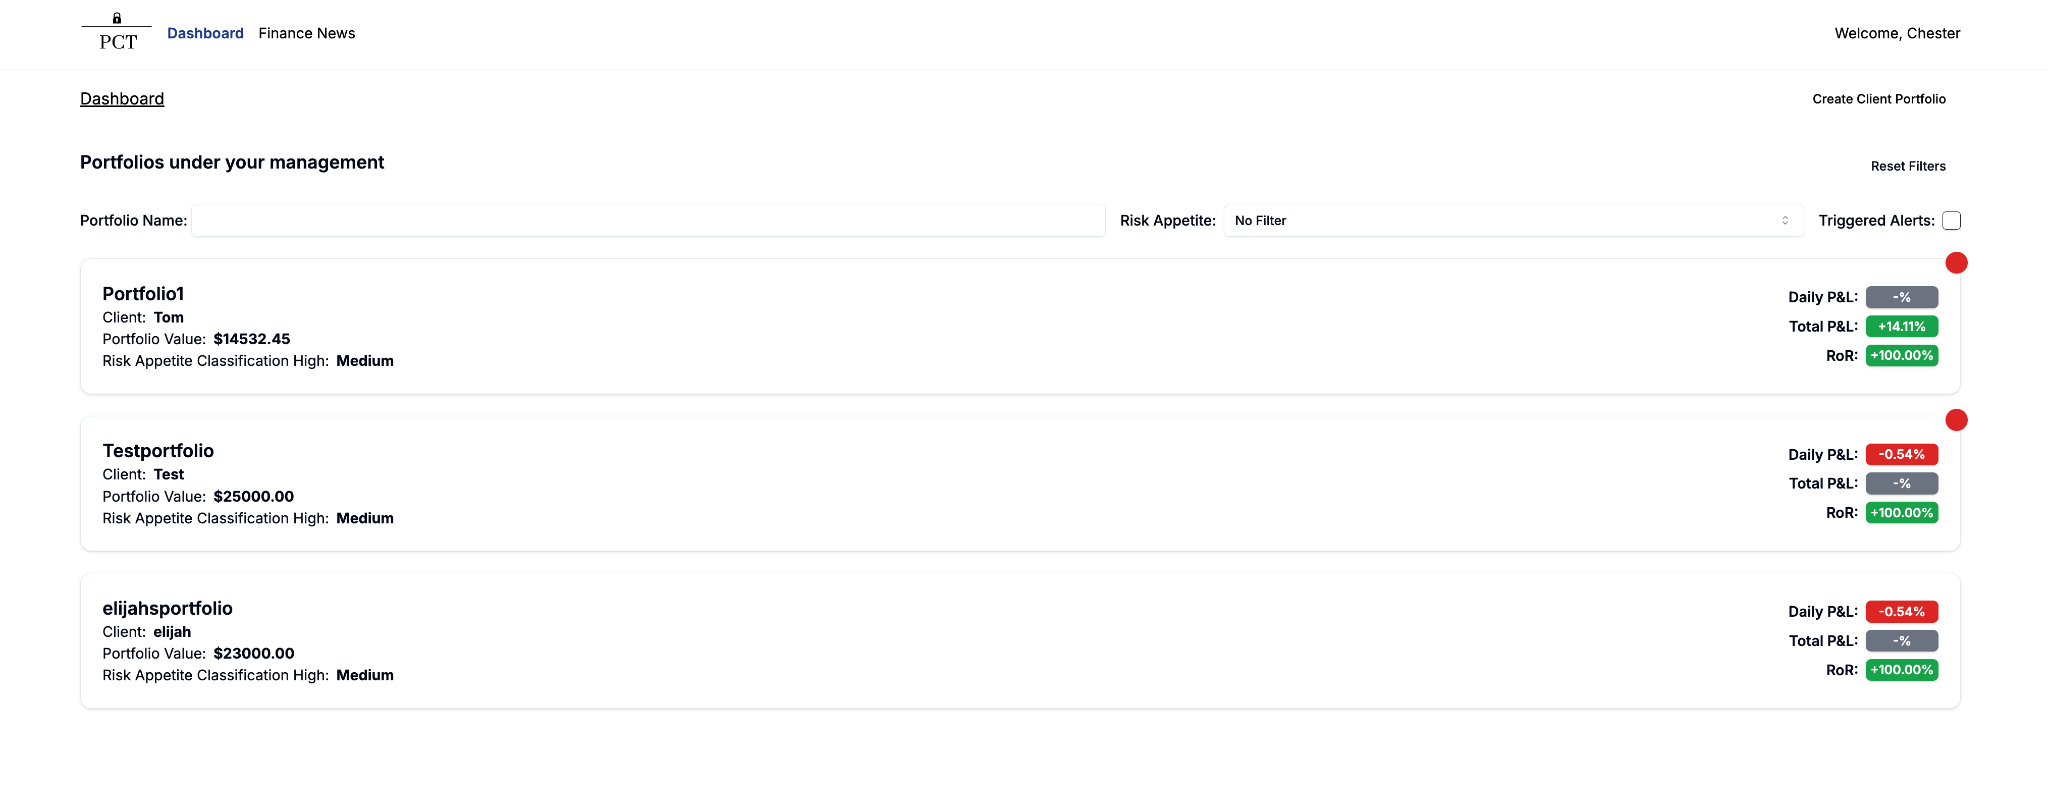 PCT
Dashboard Finance News Welcome, Chester
Dashboard Create Client Portfolio
Portfolios under your management Reset Filters
Portfolio Name: Risk Appetite: No Filter Triggered Alerts:
Portfolio1
Client: Tom
Portfolio Value: $14532.45
Risk Appetite Classification High: Medium
Daily P&L: -%
Total P&L: +14.11%
RoR: +100.00%
Testportfolio
Client: Test
Portfolio Value: $25000.00
Risk Appetite Classification High: Medium
Daily P&L: -0.54%
Total P&L: -%
RoR: +100.00%
elijahsportfolio
Client: elijah
Portfolio Value: $23000.00
Risk Appetite Classification High: Medium
Daily P&L: -0.54%
Total P&L: -%
RoR: +100.00%